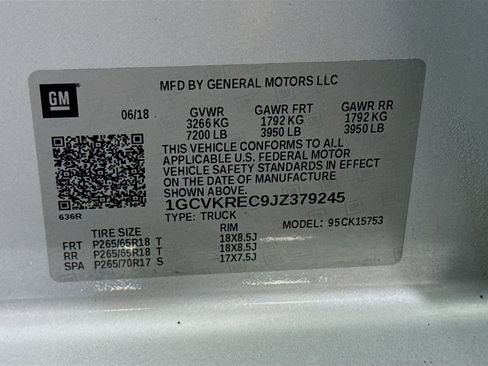 GM
MFD BY GENERAL MOTORS LLC
06/18 GVWR GAWR FRT GAWR RR
3266 KG 1792 KG 1792 KG
7200 LB 3950 LB 3950 LB
THIS VEHICLE CONFORMS TO ALL
APPLICABLE U.S. FEDERAL MOTOR
VEHICLE SAFETY STANDARDS IN EFFECT
ON THE DATE OF MANUFACTURE
SHOWN ABOVE.
1GCVKREC9JZ379245
636R TYPE: TRUCK
TIRE SIZE RIM MODEL: 95CK15753
FRT P265/65R18 T 18X8.5J
RR P265/65R18 T 18X8.5J
SPA P265/70R17 S 17X7.5J